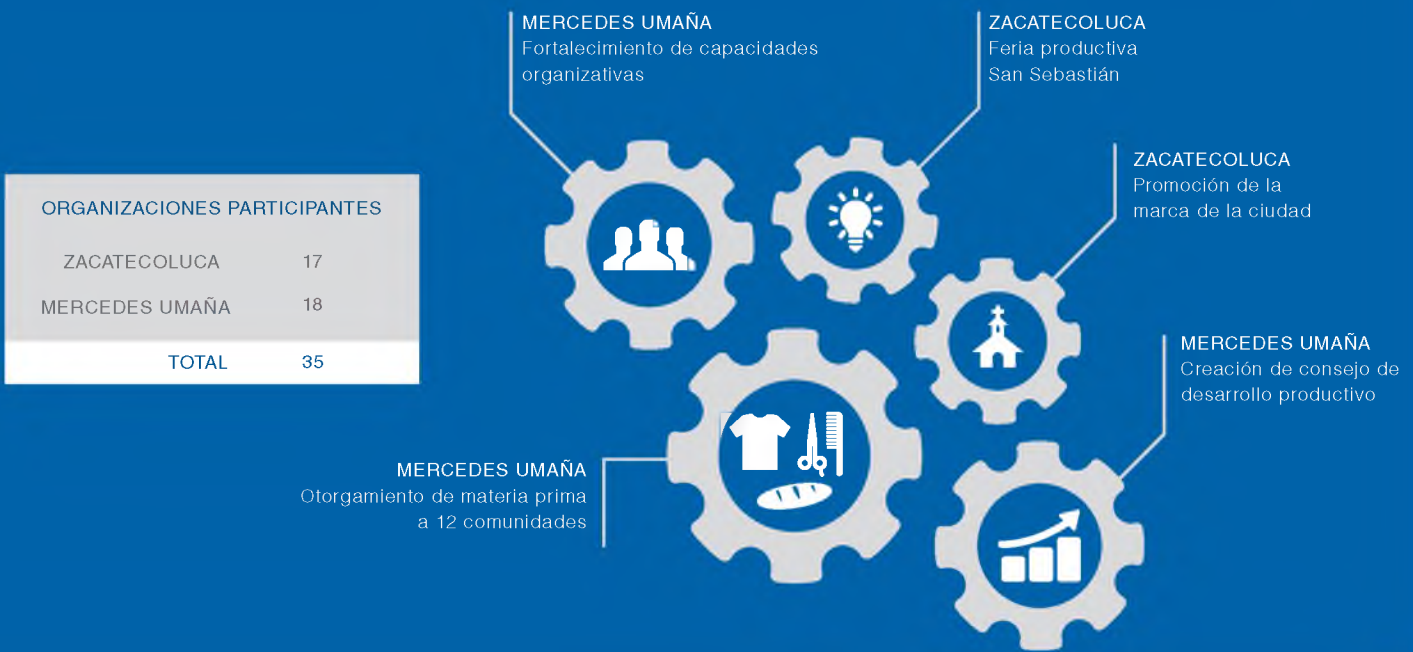 MERCEDES UMAÑA
Fortalecimiento de capacidades
organizativas
ZACATECOLUCA
Feria productiva
San Sebastián
ZACATECOLUCA
Promoción de la
marca de la ciudad
ORGANIZACIONES PARTICIPANTES
ZACATECOLUCA 17
MERCEDES UMAÑA 18
TOTAL 35
MERCEDES UMAÑA
Creación de consejo de
desarrollo productivo
MERCEDES UMAÑA
Otorgamiento de materia prima
a 12 comunidades